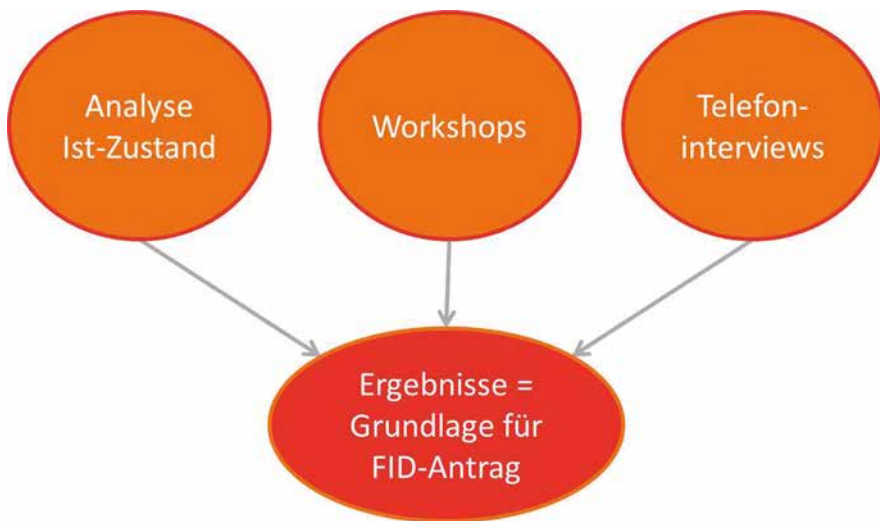 Analyse
Ist-Zustand
Workshops
Telefon-
interviews
Ergebnisse =
Grundlage für
FID-Antrag